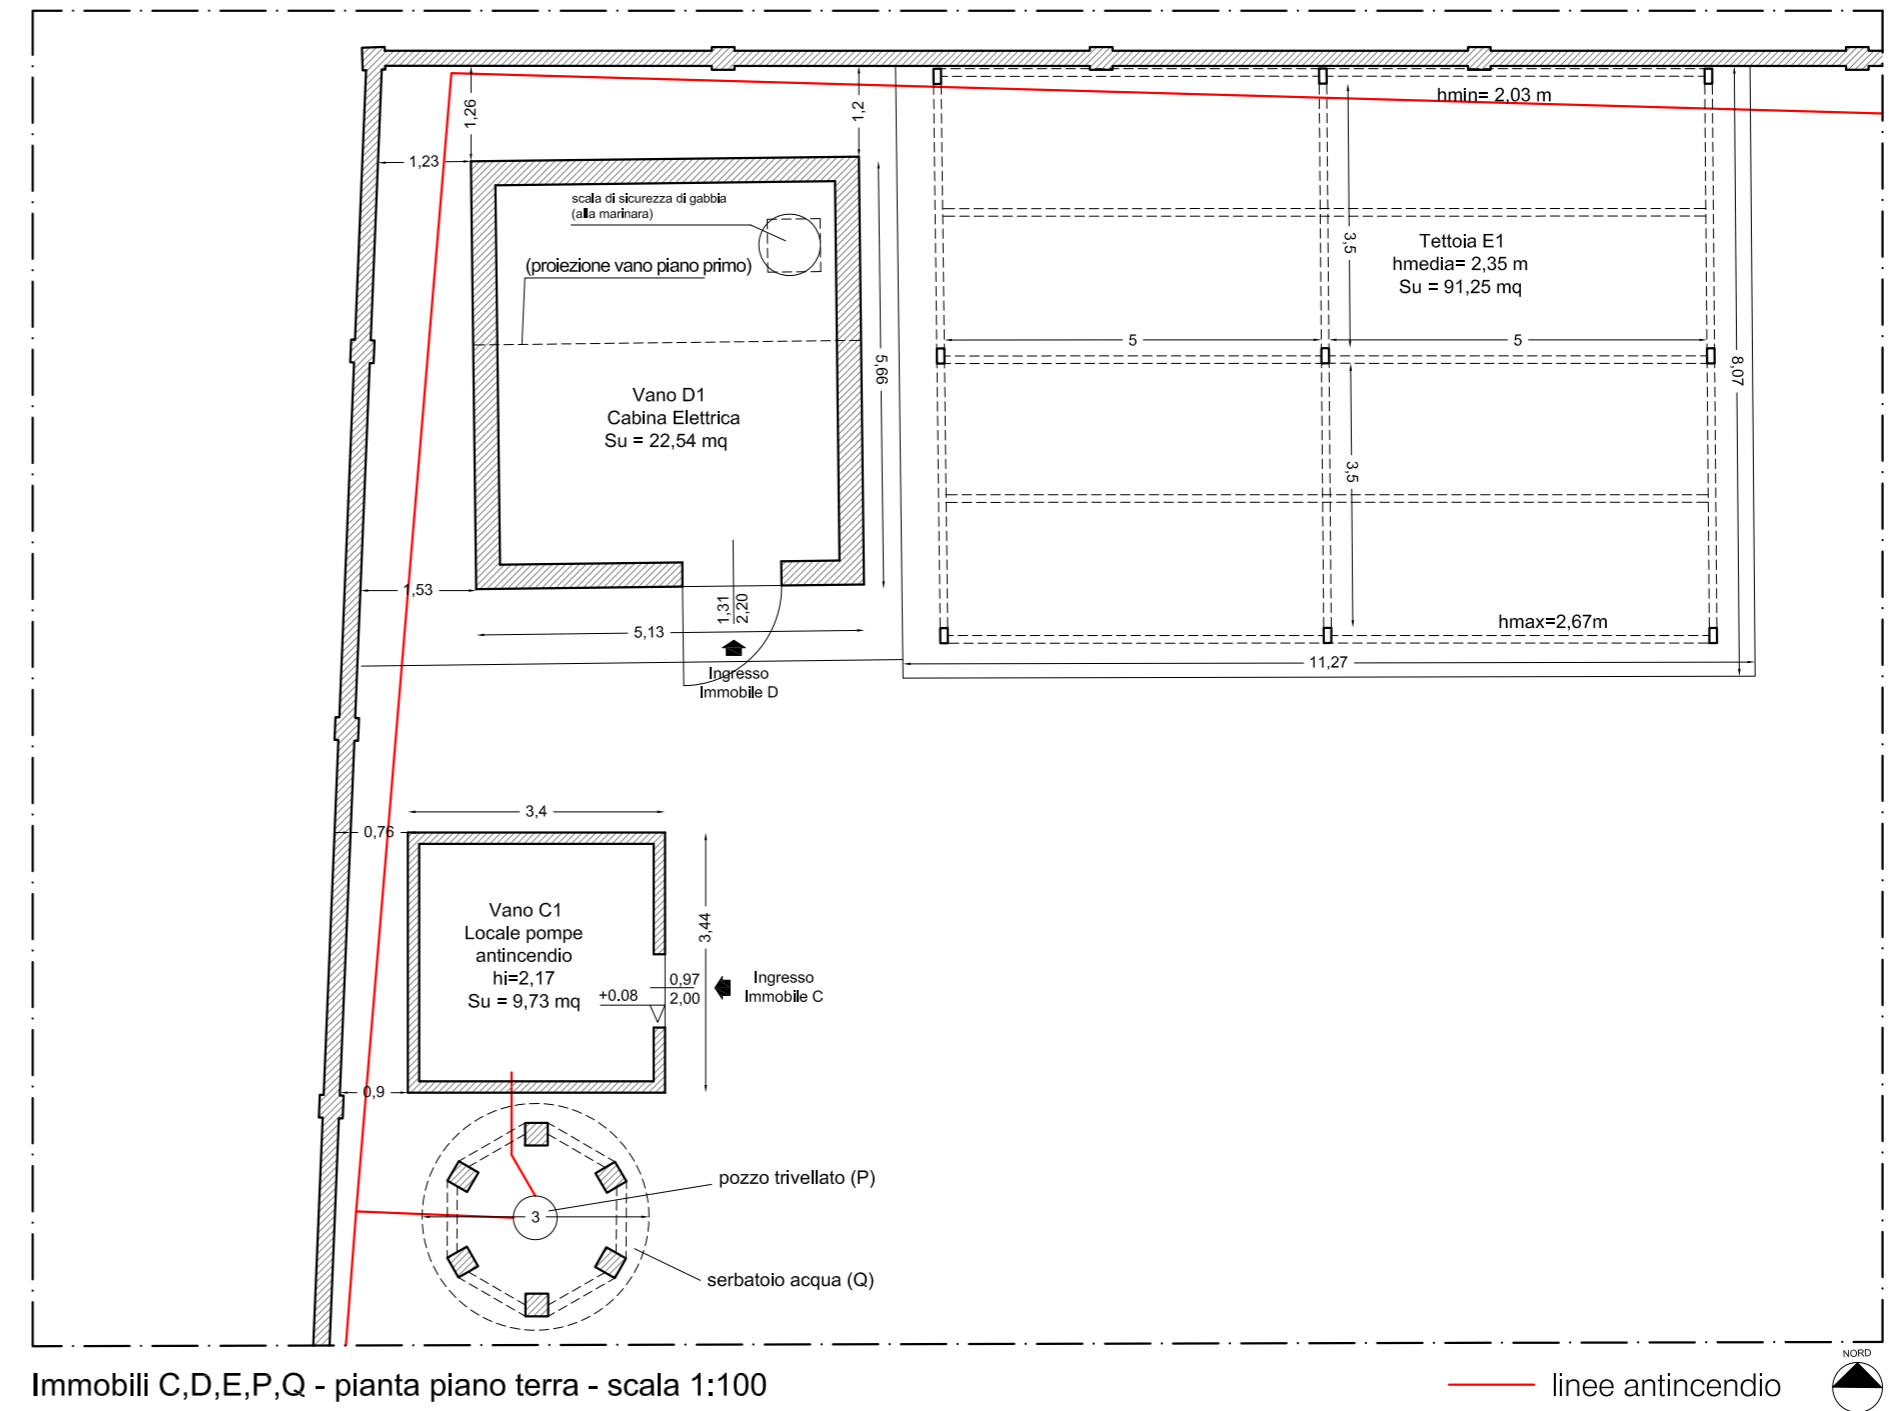 hmin= 2,03 m
1,26
1,2
1,23
scala di sicurezza di gabbia
(alla marinara)
(proiezione vano piano primo)
3,5
Tettoia E1
hmedia= 2,35 m
Su = 91,25 mq
5
5
5,66
8,07
Vano D1
Cabina Elettrica
Su = 22,54 mq
3,5
1,53
1,31
2,20
5,13
hmax=2,67m
11,27
Ingresso
Immobile D
3,4
0,76
Vano C1
Locale pompe
antincendio
hi=2,17
Su = 9,73 mq
3,44
+0.08
0,97
2,00
Ingresso
Immobile C
0,9
pozzo trivellato (P)
3
serbatoio acqua (Q)
Immobili C,D,E,P,Q - pianta piano terra - scala 1:100
linee antincendio
NORD